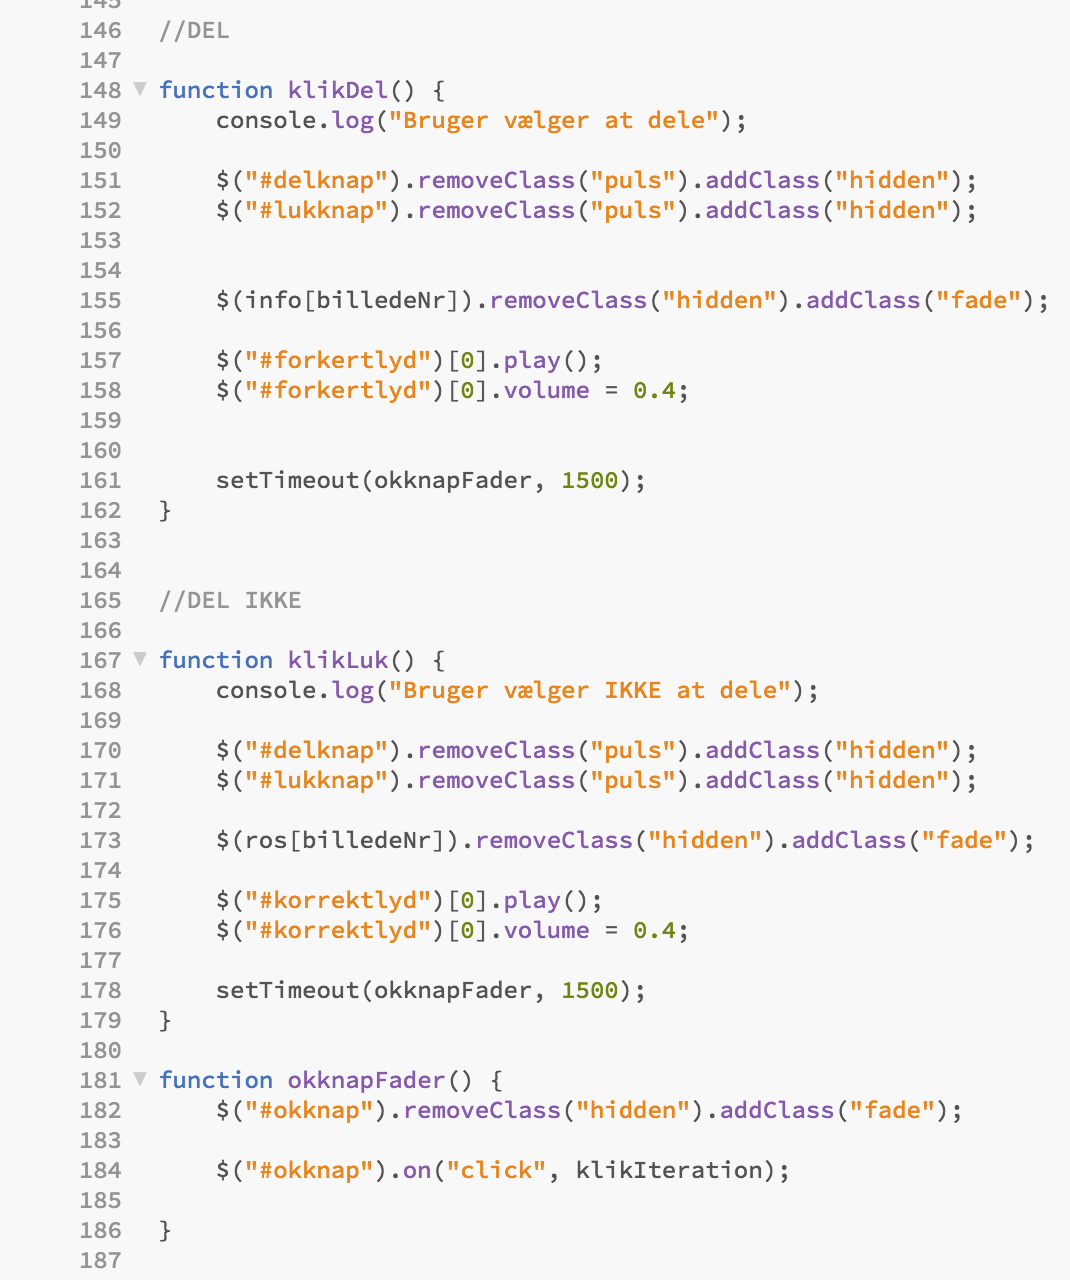 145
146 //DEL
147
148 ▼ function klikDel() {
149 console.log("Bruger vælger at dele");
150
151 $("#delknap").removeClass("puls").addClass("hidden");
152 $("#lukknap").removeClass("puls").addClass("hidden");
153
154
155 $(info[billedeNr]).removeClass("hidden").addClass("fade");
156
157 $("#forkertlyd")[0].play();
158 $("#forkertlyd")[0].volume = 0.4;
159
160
161 setTimeout(okknapFader, 1500);
162 }
163
164
165 //DEL IKKE
166
167 ▼ function klikLuk() {
168 console.log("Bruger vælger IKKE at dele");
169
170 $("#delknap").removeClass("puls").addClass("hidden");
171 $("#lukknap").removeClass("puls").addClass("hidden");
172
173 $(ros[billedeNr]).removeClass("hidden").addClass("fade");
174
175 $("#korrektlyd")[0].play();
176 $("#korrektlyd")[0].volume = 0.4;
177
178 setTimeout(okknapFader, 1500);
179 }
180
181 ▼ function okknapFader() {
182 $("#okknap").removeClass("hidden").addClass("fade");
183
184 $("#okknap").on("click", klikIteration);
185
186 }
187